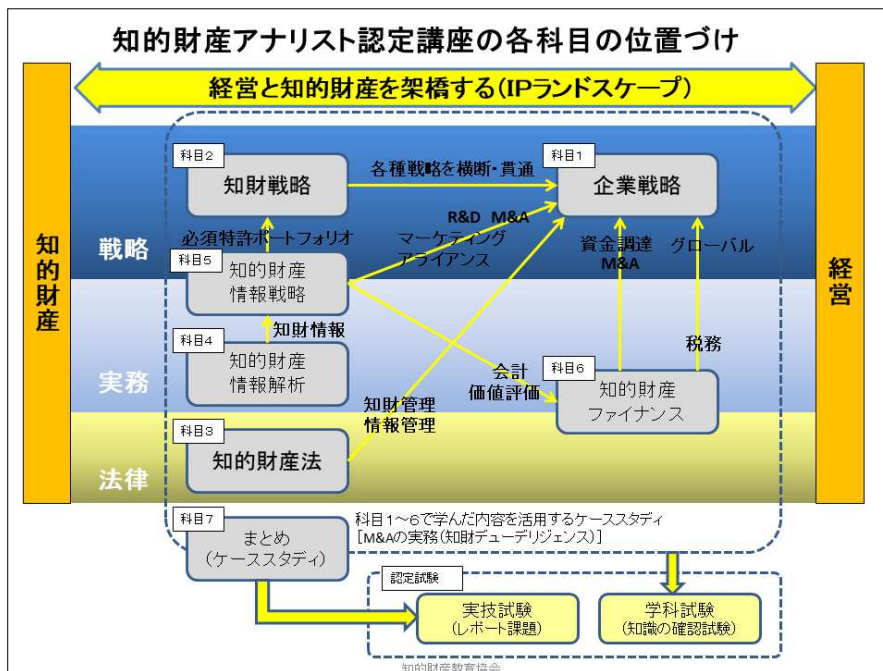 知的財産アナリスト認定講座の各科目の位置づけ
経営と知的財産を架橋する(IPランドスケープ)
知的財産
経営
戦略
実務
法律
科目2
知財戦略
各種戦略を横断・貫通
科目1
企業戦略
必須特許ポートフォリオ
R&D M&A
マーケティング
アライアンス
資金調達
M&A
グローバル
科目5
知的財産
情報戦略
知財情報
科目4
知的財産
情報解析
税務
会計
価値評価
科目6
知的財産
ファイナンス
知財管理
情報管理
科目3
知的財産法
科目7
まとめ
(ケーススタディ)
科目1～6で学んだ内容を活用するケーススタディ
[M&Aの実務(知財デューデリジェンス)]
認定試験
実技試験
(レポート課題)
学科試験
(知識の確認試験)
知的財産教育協会